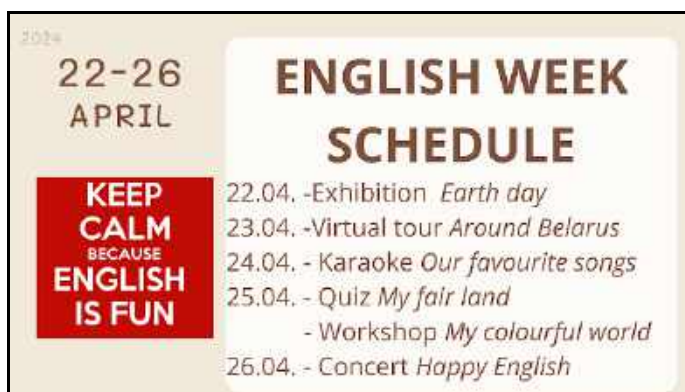 2024
22-26
APRIL
KEEP
CALM
BECAUSE
ENGLISH
IS FUN
ENGLISH WEEK
SCHEDULE
22.04. -Exhibition Earth day
23.04. -Virtual tour Around Belarus
24.04. - Karaoke Our favourite songs
25.04. - Quiz My fair land
- Workshop My colourful world
26.04. - Concert Happy English